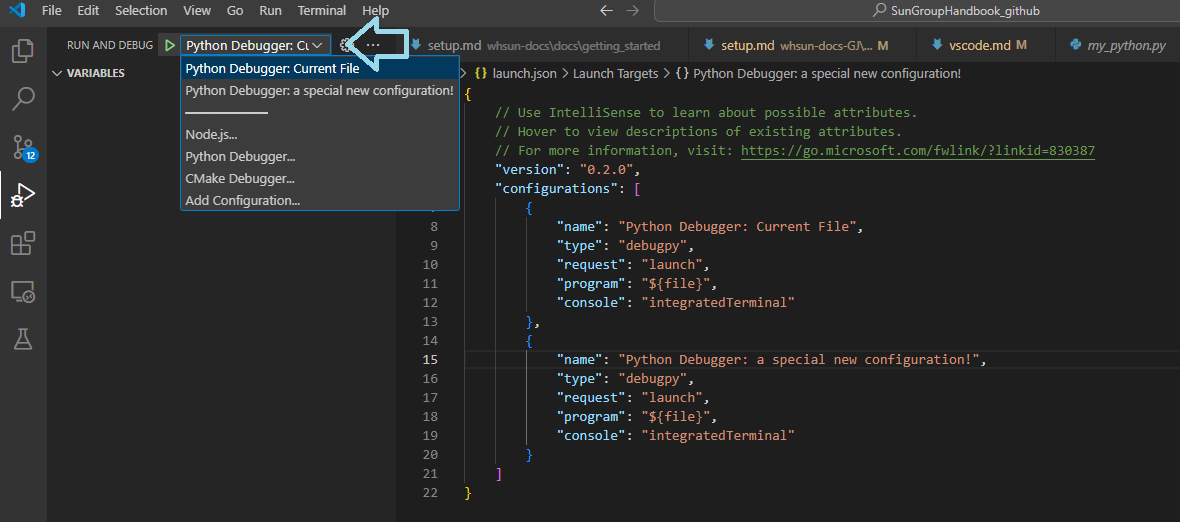 File Edit Selection View Go Run Terminal Help
SunGroupHandbook_github
RUN AND DEBUG Python Debugger: Cu
setup.md whsun-docs\docs\getting_started
setup.md whsun-docs-GJ\... M
vscode.md M
my_python.py
VARIABLES
Python Debugger: Current File
Python Debugger: a special new configuration!
Node.js...
Python Debugger...
CMake Debugger...
Add Configuration...
12
{} launch.json > Launch Targets > {} Python Debugger: a special new configuration!
{
// Use IntelliSense to learn about possible attributes.
// Hover to view descriptions of existing attributes.
// For more information, visit: https://go.microsoft.com/fwlink/?linkid=830387
"version": "0.2.0",
"configurations": [
{
8 "name": "Python Debugger: Current File",
9 "type": "debugpy",
10 "request": "launch",
11 "program": "${file}",
12 "console": "integratedTerminal"
13 },
14 {
15 "name": "Python Debugger: a special new configuration!",
16 "type": "debugpy",
17 "request": "launch",
18 "program": "${file}",
19 "console": "integratedTerminal"
20 }
21 ]
22 }